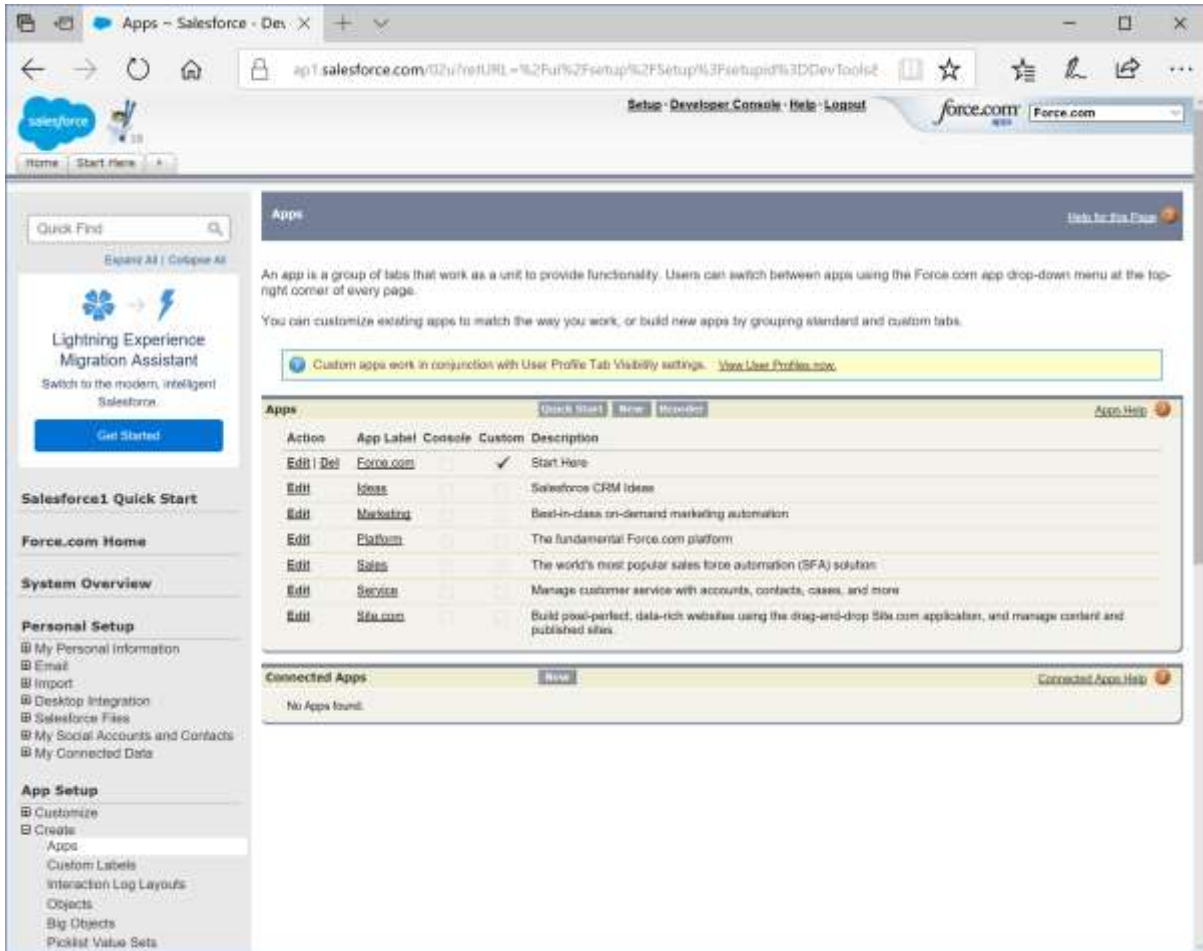 Apps ~ Salesforce - Dev
ap1.salesforce.com/02u?retURL=%2Fui%2Fsetup%2FSetup%3Fsetupid%3DDevTools&
salesforce
Setup · Developer Console · Help · Logout
force.com
apps
Force.com
Home
Start Here
+
Quick Find
Expand All | Collapse All
Lightning Experience
Migration Assistant
Switch to the modern, intelligent
Salesforce.
Get Started
Salesforce1 Quick Start
Force.com Home
System Overview
Personal Setup
My Personal Information
Email
Import
Desktop Integration
Salesforce Files
My Social Accounts and Contacts
My Connected Data
App Setup
Customize
Create
Apps
Custom Labels
Interaction Log Layouts
Objects
Big Objects
Picklist Value Sets
Apps
Help for this Page
An app is a group of tabs that work as a unit to provide functionality. Users can switch between apps using the Force.com app drop-down menu at the top-
right corner of every page.
You can customize existing apps to match the way you work, or build new apps by grouping standard and custom tabs.
Custom apps work in conjunction with User Profile Tab Visibility settings. View User Profiles now.
Apps Quick Start New Reorder Apps Help
Action App Label Console Custom Description
Edit | Del Force.com Start Here
Edit Ideas Salesforce CRM Ideas
Edit Marketing Best-in-class on-demand marketing automation
Edit Platform The fundamental Force.com platform
Edit Sales The world's most popular sales force automation (SFA) solution
Edit Service Manage customer service with accounts, contacts, cases, and more
Edit Site.com Build pixel-perfect, data-rich websites using the drag-and-drop Site.com application, and manage content and
published sites.
Connected Apps New Connected Apps Help
No Apps found.